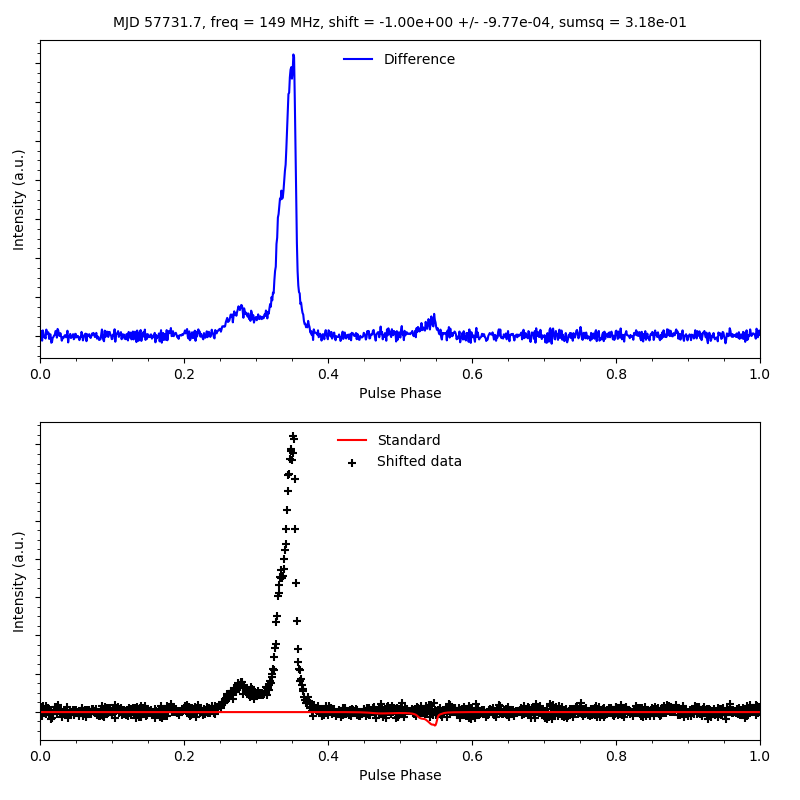 MJD 57731.7, freq = 149 MHz, shift = -1.00e+00 +/- -9.77e-04, sumsq = 3.18e-01
Difference
Intensity (a.u.)
0.0 0.2 0.4 0.6 0.8 1.0
Pulse Phase
Standard
Shifted data
Intensity (a.u.)
0.0 0.2 0.4 0.6 0.8 1.0
Pulse Phase